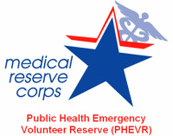 medical
reserve
corps
Public Health Emergency
Volunteer Reserve (PHEVR)